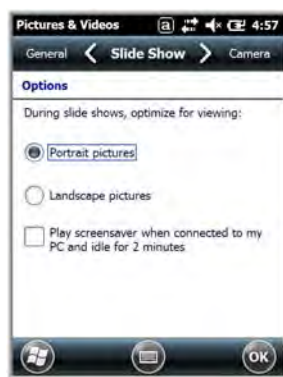 Pictures & Videos a 4:57
General Slide Show Camera
Options
During slide shows, optimize for viewing:
Portrait pictures
Landscape pictures
Play screensaver when connected to my
PC and idle for 2 minutes
OK